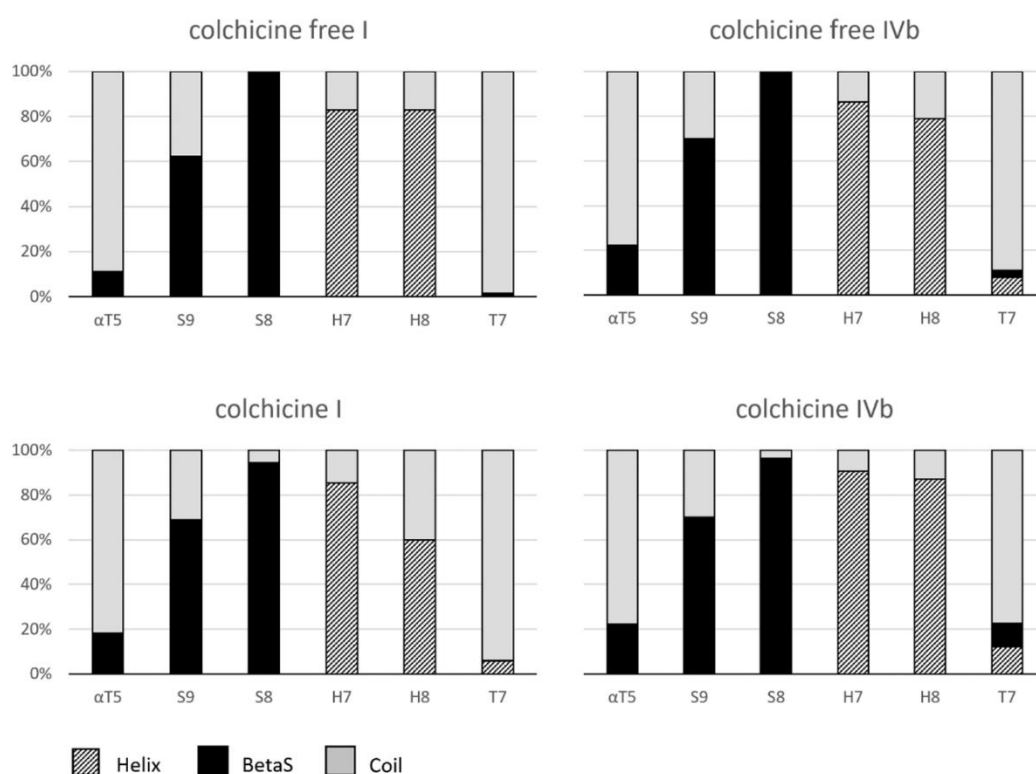 colchicine free I
colchicine free IVb
100%
80%
60%
40%
20%
0%
αT5 S9 S8 H7 H8 T7
αT5 S9 S8 H7 H8 T7
colchicine I
colchicine IVb
100%
80%
60%
40%
20%
0%
αT5 S9 S8 H7 H8 T7
αT5 S9 S8 H7 H8 T7
Helix BetaS Coil